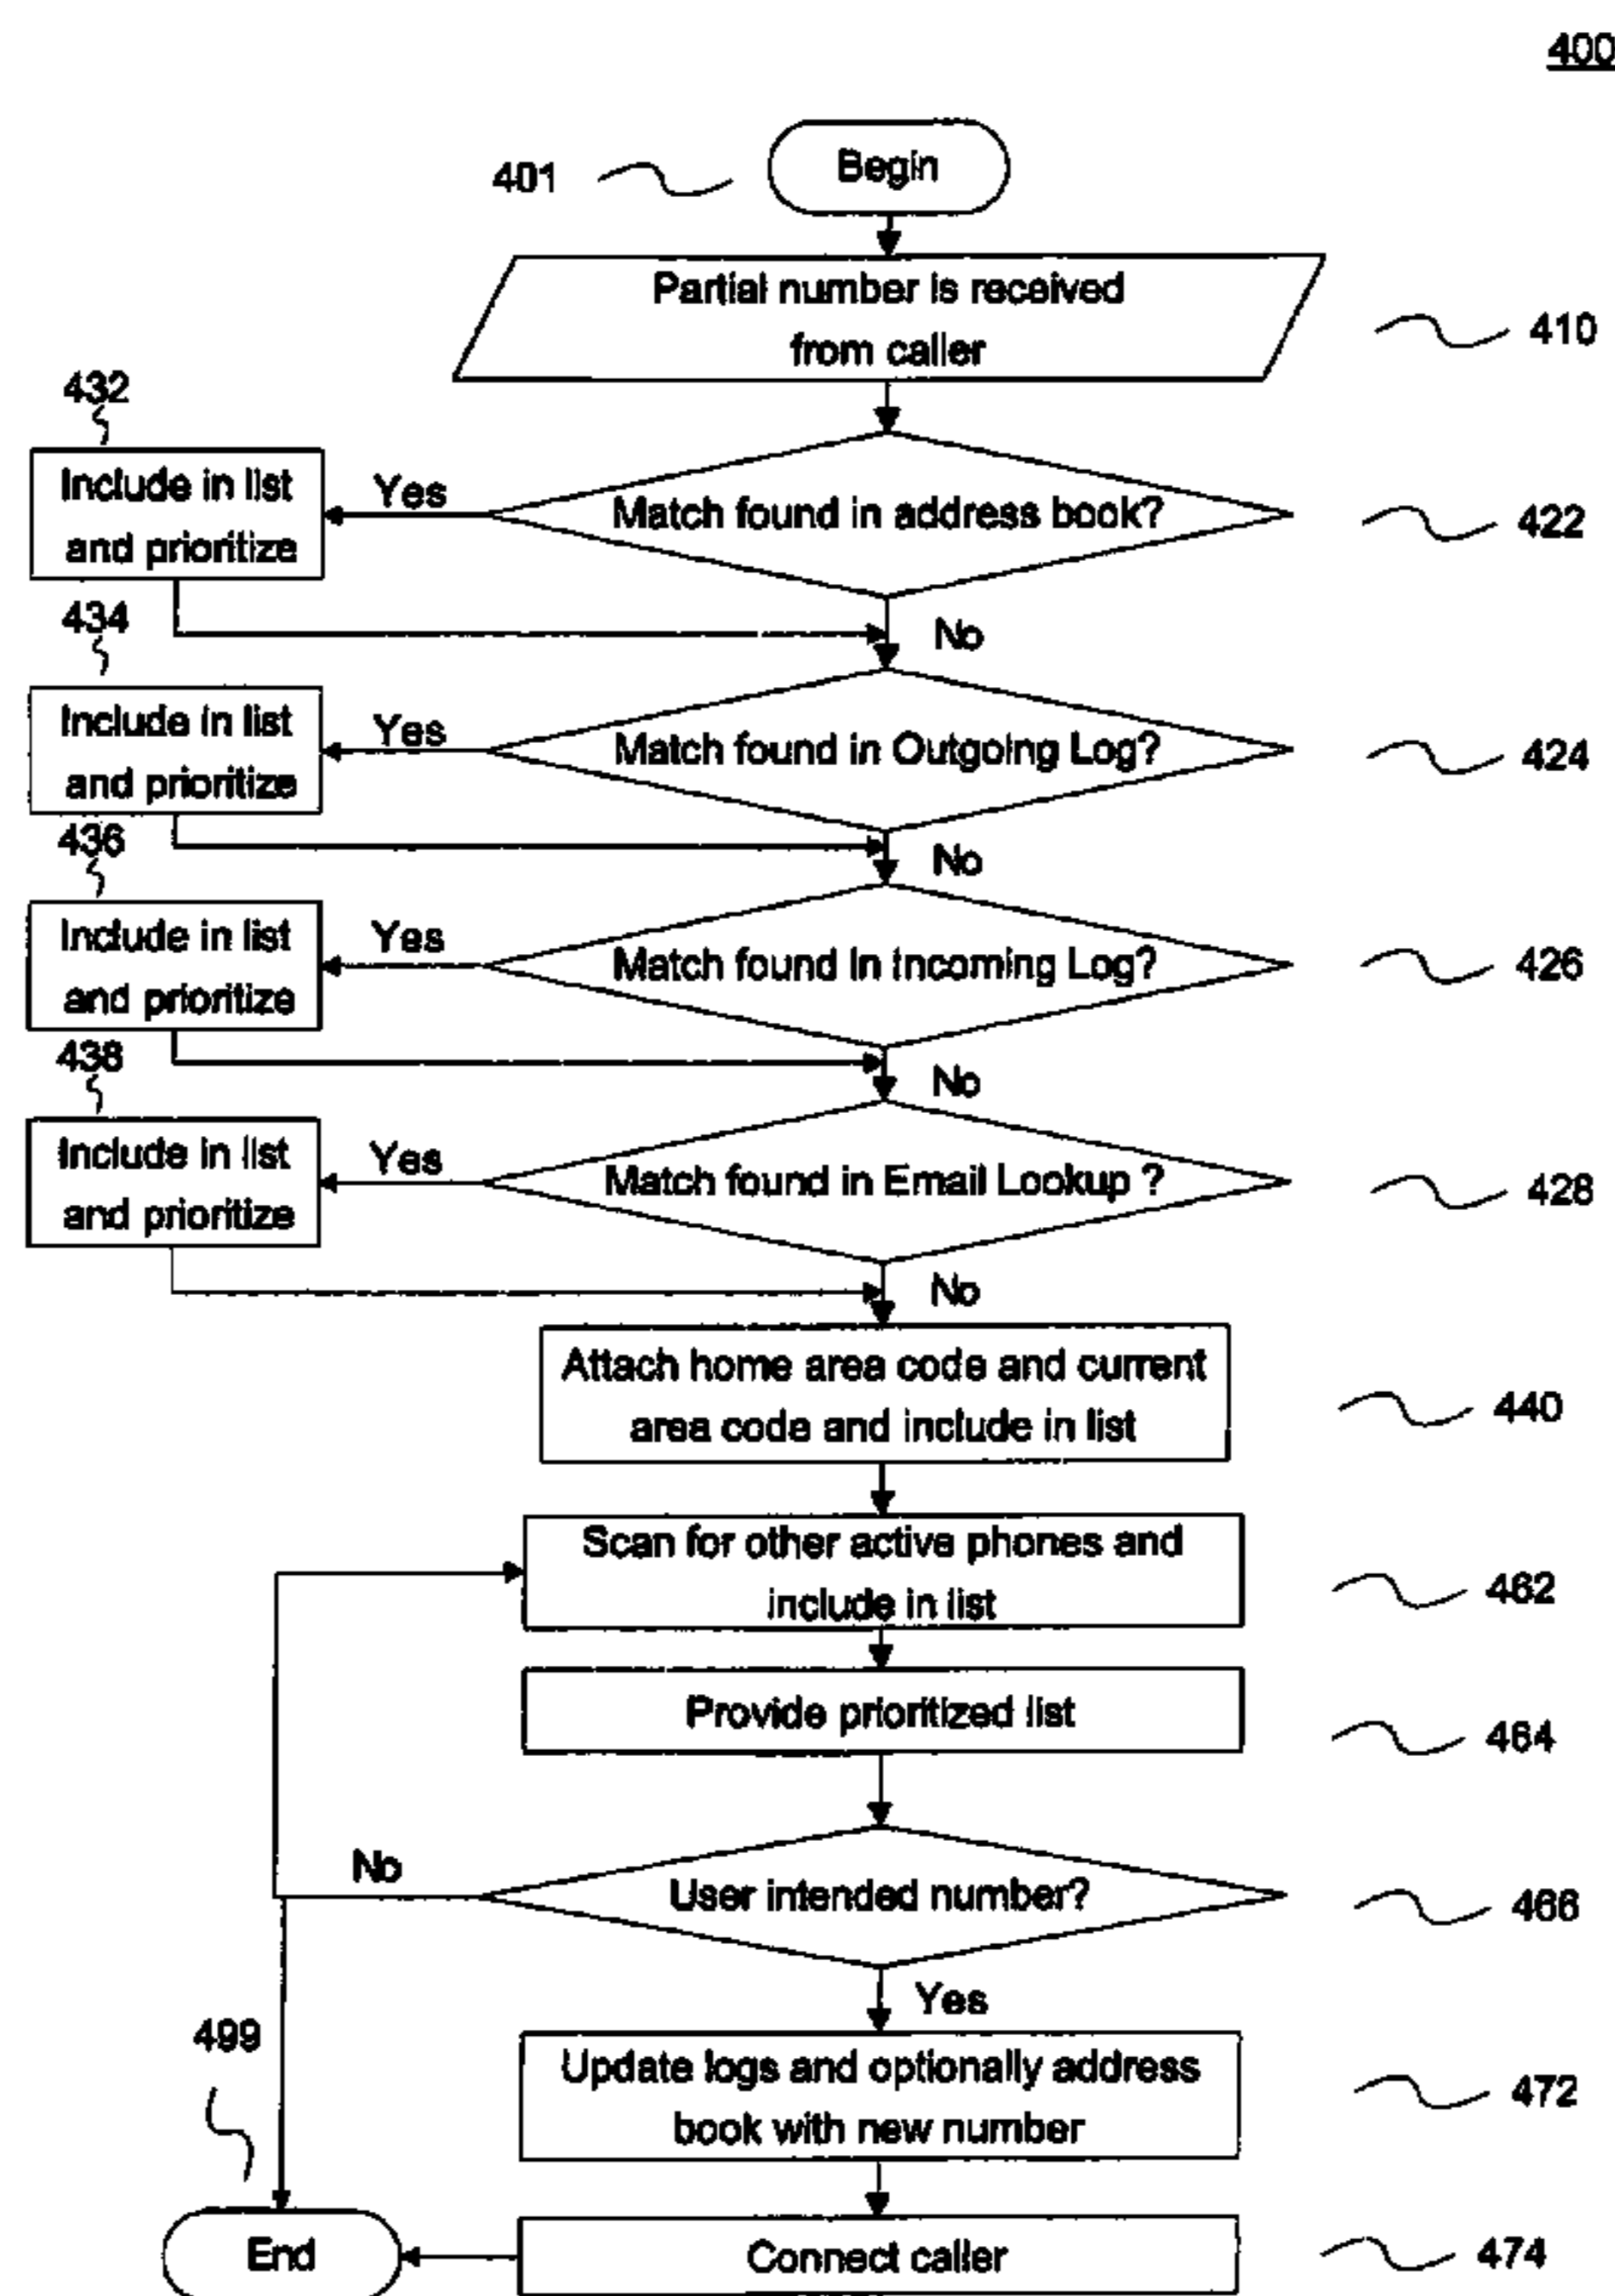 400
401
Begin
Partial number is received
from caller
410
432
Include in list
and prioritize
Yes
Match found in address book?
422
No
434
Include in list
and prioritize
Yes
Match found in Outgoing Log?
424
No
436
Include in list
and prioritize
Yes
Match found in Incoming Log?
426
No
438
Include in list
and prioritize
Yes
Match found in Email Lookup ?
428
No
Attach home area code and current
area code and include in list
440
Scan for other active phones and
include in list
462
Provide prioritized list
464
No
User intended number?
466
Yes
499
Update logs and optionally address
book with new number
472
End
Connect caller
474